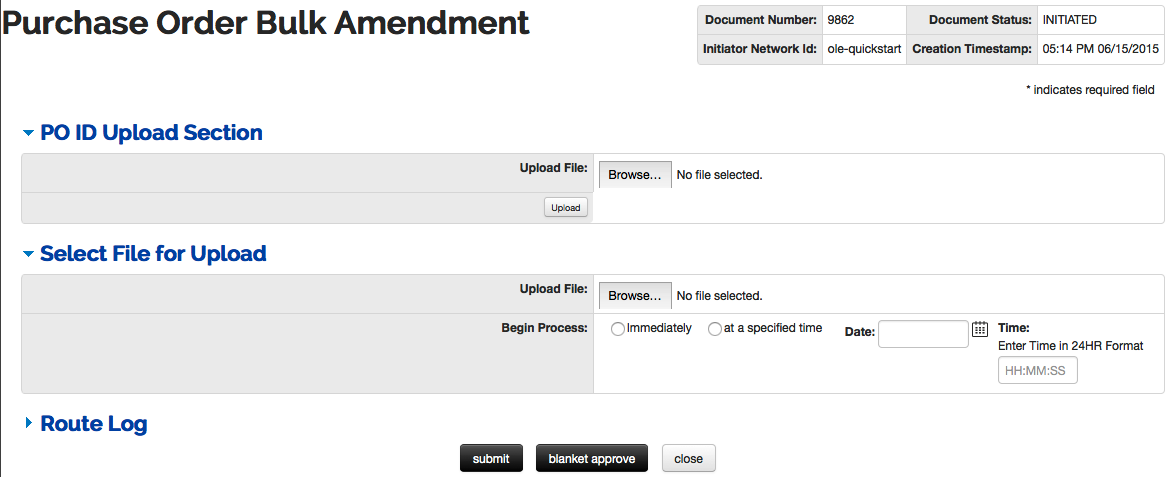 Purchase Order Bulk Amendment
Document Number: 9862 Document Status: INITIATED
Initiator Network Id: ole-quickstart Creation Timestamp: 05:14 PM 06/15/2015
* indicates required field
PO ID Upload Section
Upload File: Browse... No file selected.
Upload
Select File for Upload
Upload File: Browse... No file selected.
Begin Process: Immediately at a specified time Date: Time:
Enter Time in 24HR Format
HH:MM:SS
Route Log
submit blanket approve close